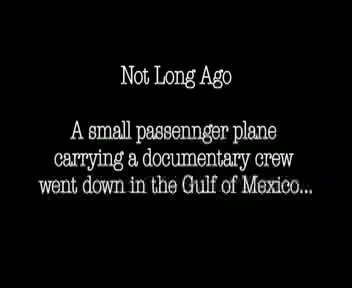 Not Long Ago
A small passennger plane
carrying a documentary crew
went down in the Gulf of Mexico...